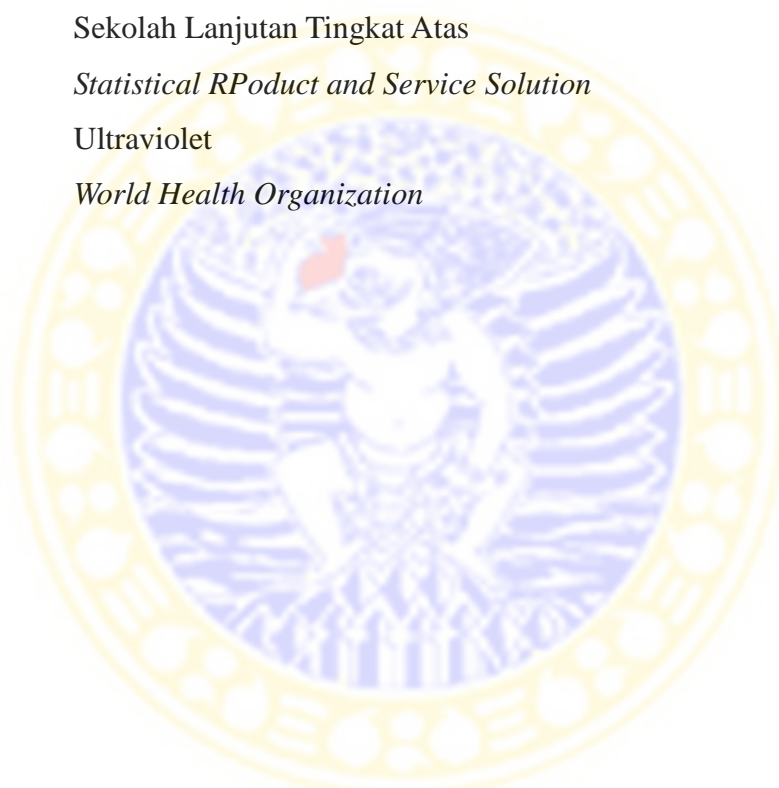 Sekolah Lanjutan Tingkat Atas
Statistical RPoduct and Service Solution
Ultraviolet
World Health Organization